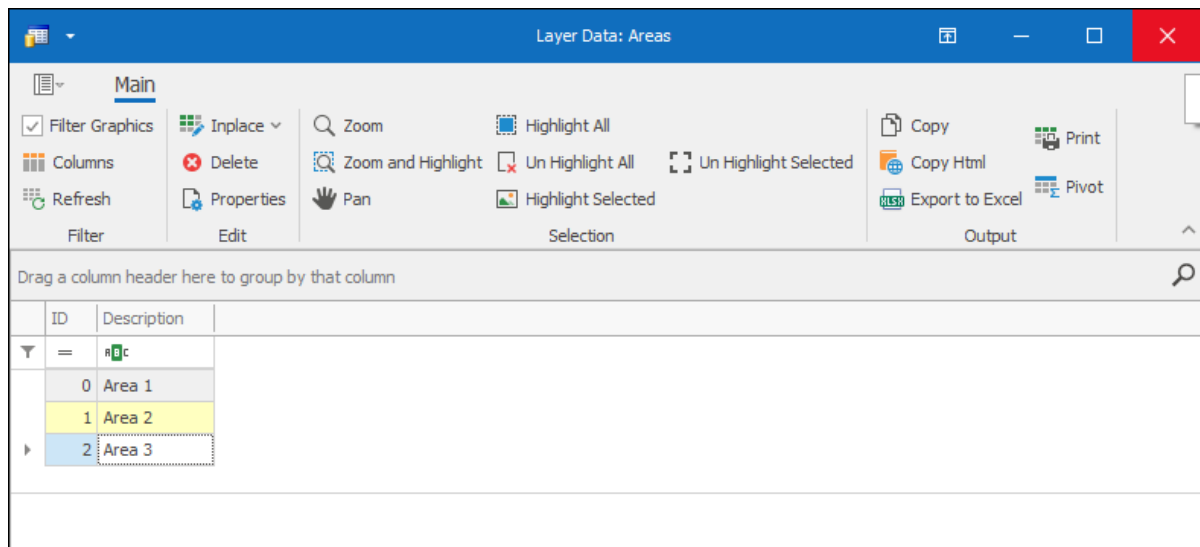 Layer Data: Areas
Main
Filter Graphics
Columns
Refresh
Filter
Inplace
Delete
Properties
Edit
Zoom
Zoom and Highlight
Pan
Highlight All
Un Highlight All
Highlight Selected
Un Highlight Selected
Selection
Copy
Copy Html
XLSX Export to Excel
Print
Pivot
Output
Drag a column header here to group by that column
ID Description
= ABC
0 Area 1
1 Area 2
2 Area 3